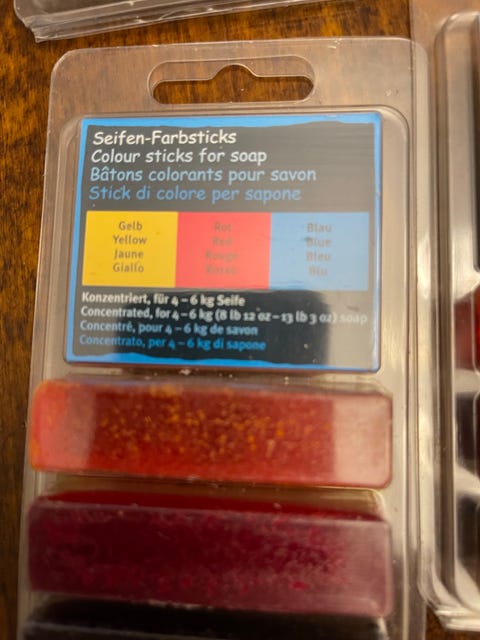 Seifen-Farbsticks
Colour sticks for soap
Bâtons colorants pour savon
Stick di colore per sapone
Gelb
Yellow
Jaune
Giallo
Rot
Red
Rouge
Rosso
Blau
Blue
Bleu
Blu
Konzentriert, für 4 – 6 kg Seife
Concentrated, for 4 – 6 kg (8 lb 12 oz – 13 lb 3 oz) soap
Concentré, pour 4 – 6 kg de savon
Concentrato, per 4 – 6 kg di sapone